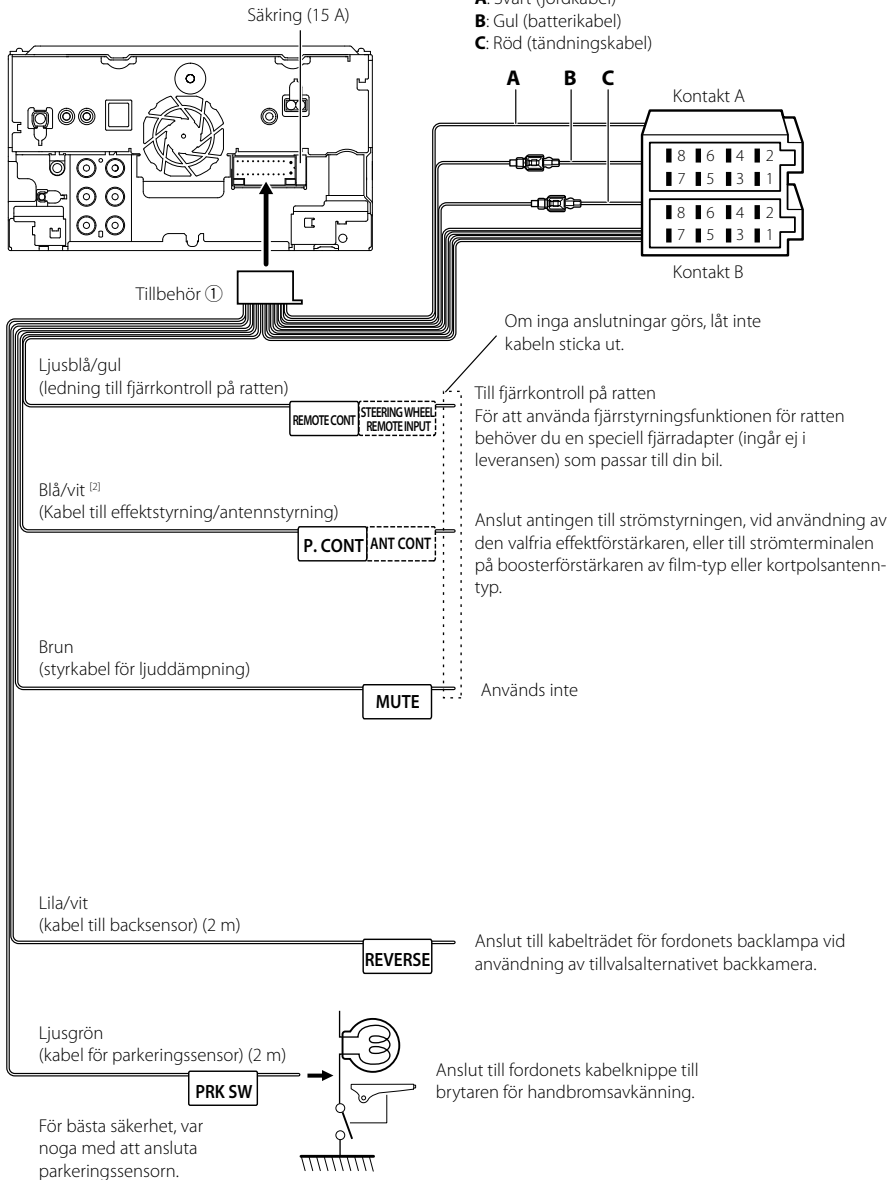 Säkring (15 A)
A: Svart (jordkabel)
B: Gul (batterikabel)
C: Röd (tändningskabel)
A B C
Kontakt A
8 6 4 2
7 5 3 1
8 6 4 2
7 5 3 1
Kontakt B
Tillbehör ①
Om inga anslutningar görs, låt inte
kabeln sticka ut.
Ljusblå/gul
(ledning till fjärrkontroll på ratten)
REMOTE CONT
STEERING WHEEL
REMOTE INPUT
Till fjärrkontroll på ratten
För att använda fjärrstyrningsfunktionen för ratten
behöver du en speciell fjärradapter (ingår ej i
leveransen) som passar till din bil.
Blå/vit [2]
(Kabel till effektstyrning/antennstyrning)
P. CONT
ANT CONT
Anslut antingen till strömstyrningen, vid användning av
den valfria effektförstärkaren, eller till strömterminalen
på boosterförstärkaren av film-typ eller kortpolsantenn-
typ.
Brun
(styrkabel för ljuddämpning)
MUTE
Används inte
Lila/vit
(kabel till backsensor) (2 m)
REVERSE
Anslut till kabelträdet för fordonets backlampa vid
användning av tillvalsalternativet backkamera.
Ljusgrön
(kabel för parkeringssensor) (2 m)
PRK SW
Anslut till fordonets kabelknippe till
brytaren för handbromsavkänning.
För bästa säkerhet, var
noga med att ansluta
parkeringssensorn.